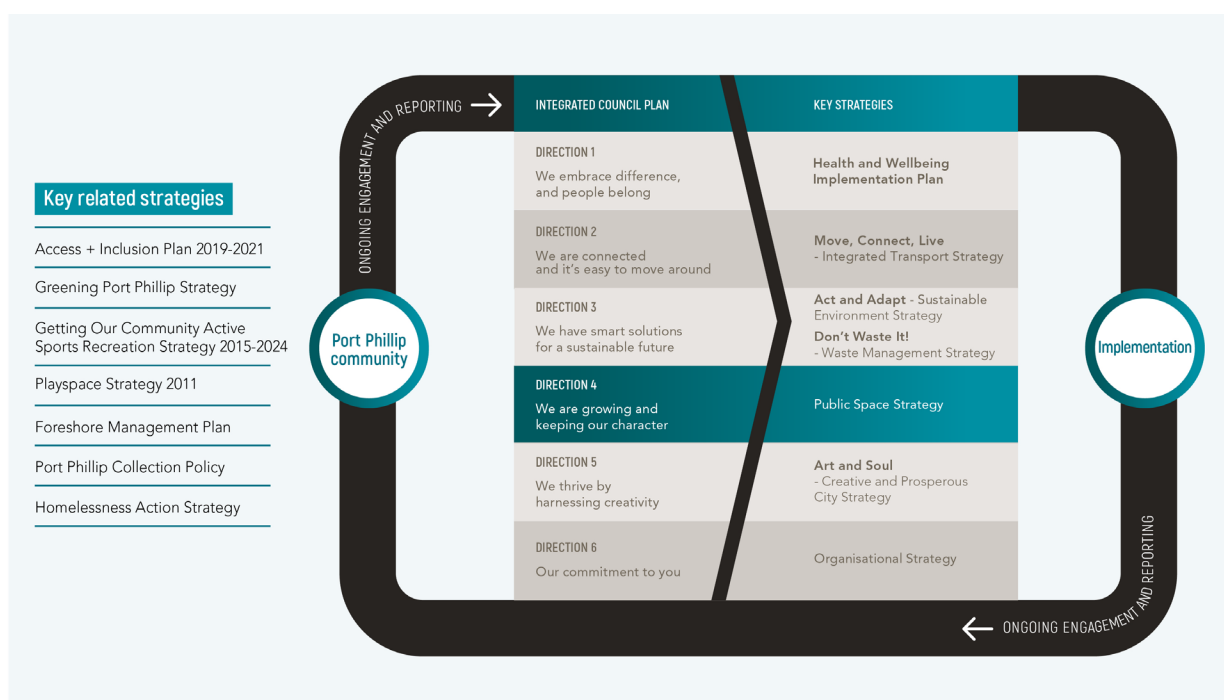 Key related strategies
Access + Inclusion Plan 2019-2021
Greening Port Phillip Strategy
Getting Our Community Active
Sports Recreation Strategy 2015-2024
Playspace Strategy 2011
Foreshore Management Plan
Port Phillip Collection Policy
Homelessness Action Strategy
Port Phillip
community
ONGOING ENGAGEMENT AND REPORTING
INTEGRATED COUNCIL PLAN
KEY STRATEGIES
DIRECTION 1
We embrace difference,
and people belong
Health and Wellbeing
Implementation Plan
DIRECTION 2
We are connected
and it's easy to move around
Move, Connect, Live
- Integrated Transport Strategy
DIRECTION 3
We have smart solutions
for a sustainable future
Act and Adapt - Sustainable
Environment Strategy
Don't Waste It!
- Waste Management Strategy
DIRECTION 4
We are growing and
keeping our character
Public Space Strategy
DIRECTION 5
We thrive by
harnessing creativity
Art and Soul
- Creative and Prosperous
City Strategy
DIRECTION 6
Our commitment to you
Organisational Strategy
Implementation
ONGOING ENGAGEMENT AND REPORTING